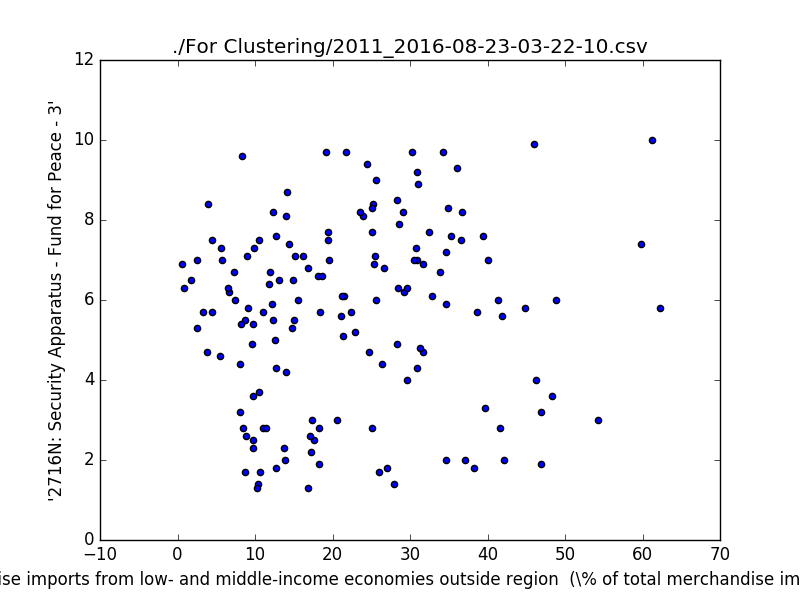 ./For Clustering/2011_2016-08-23-03-22-10.csv
12
10
8
6
4
2
0
'2716N: Security Apparatus - Fund for Peace - 3'
−10 0 10 20 30 40 50 60 70
ise imports from low- and middle-income economies outside region (\% of total merchandise im